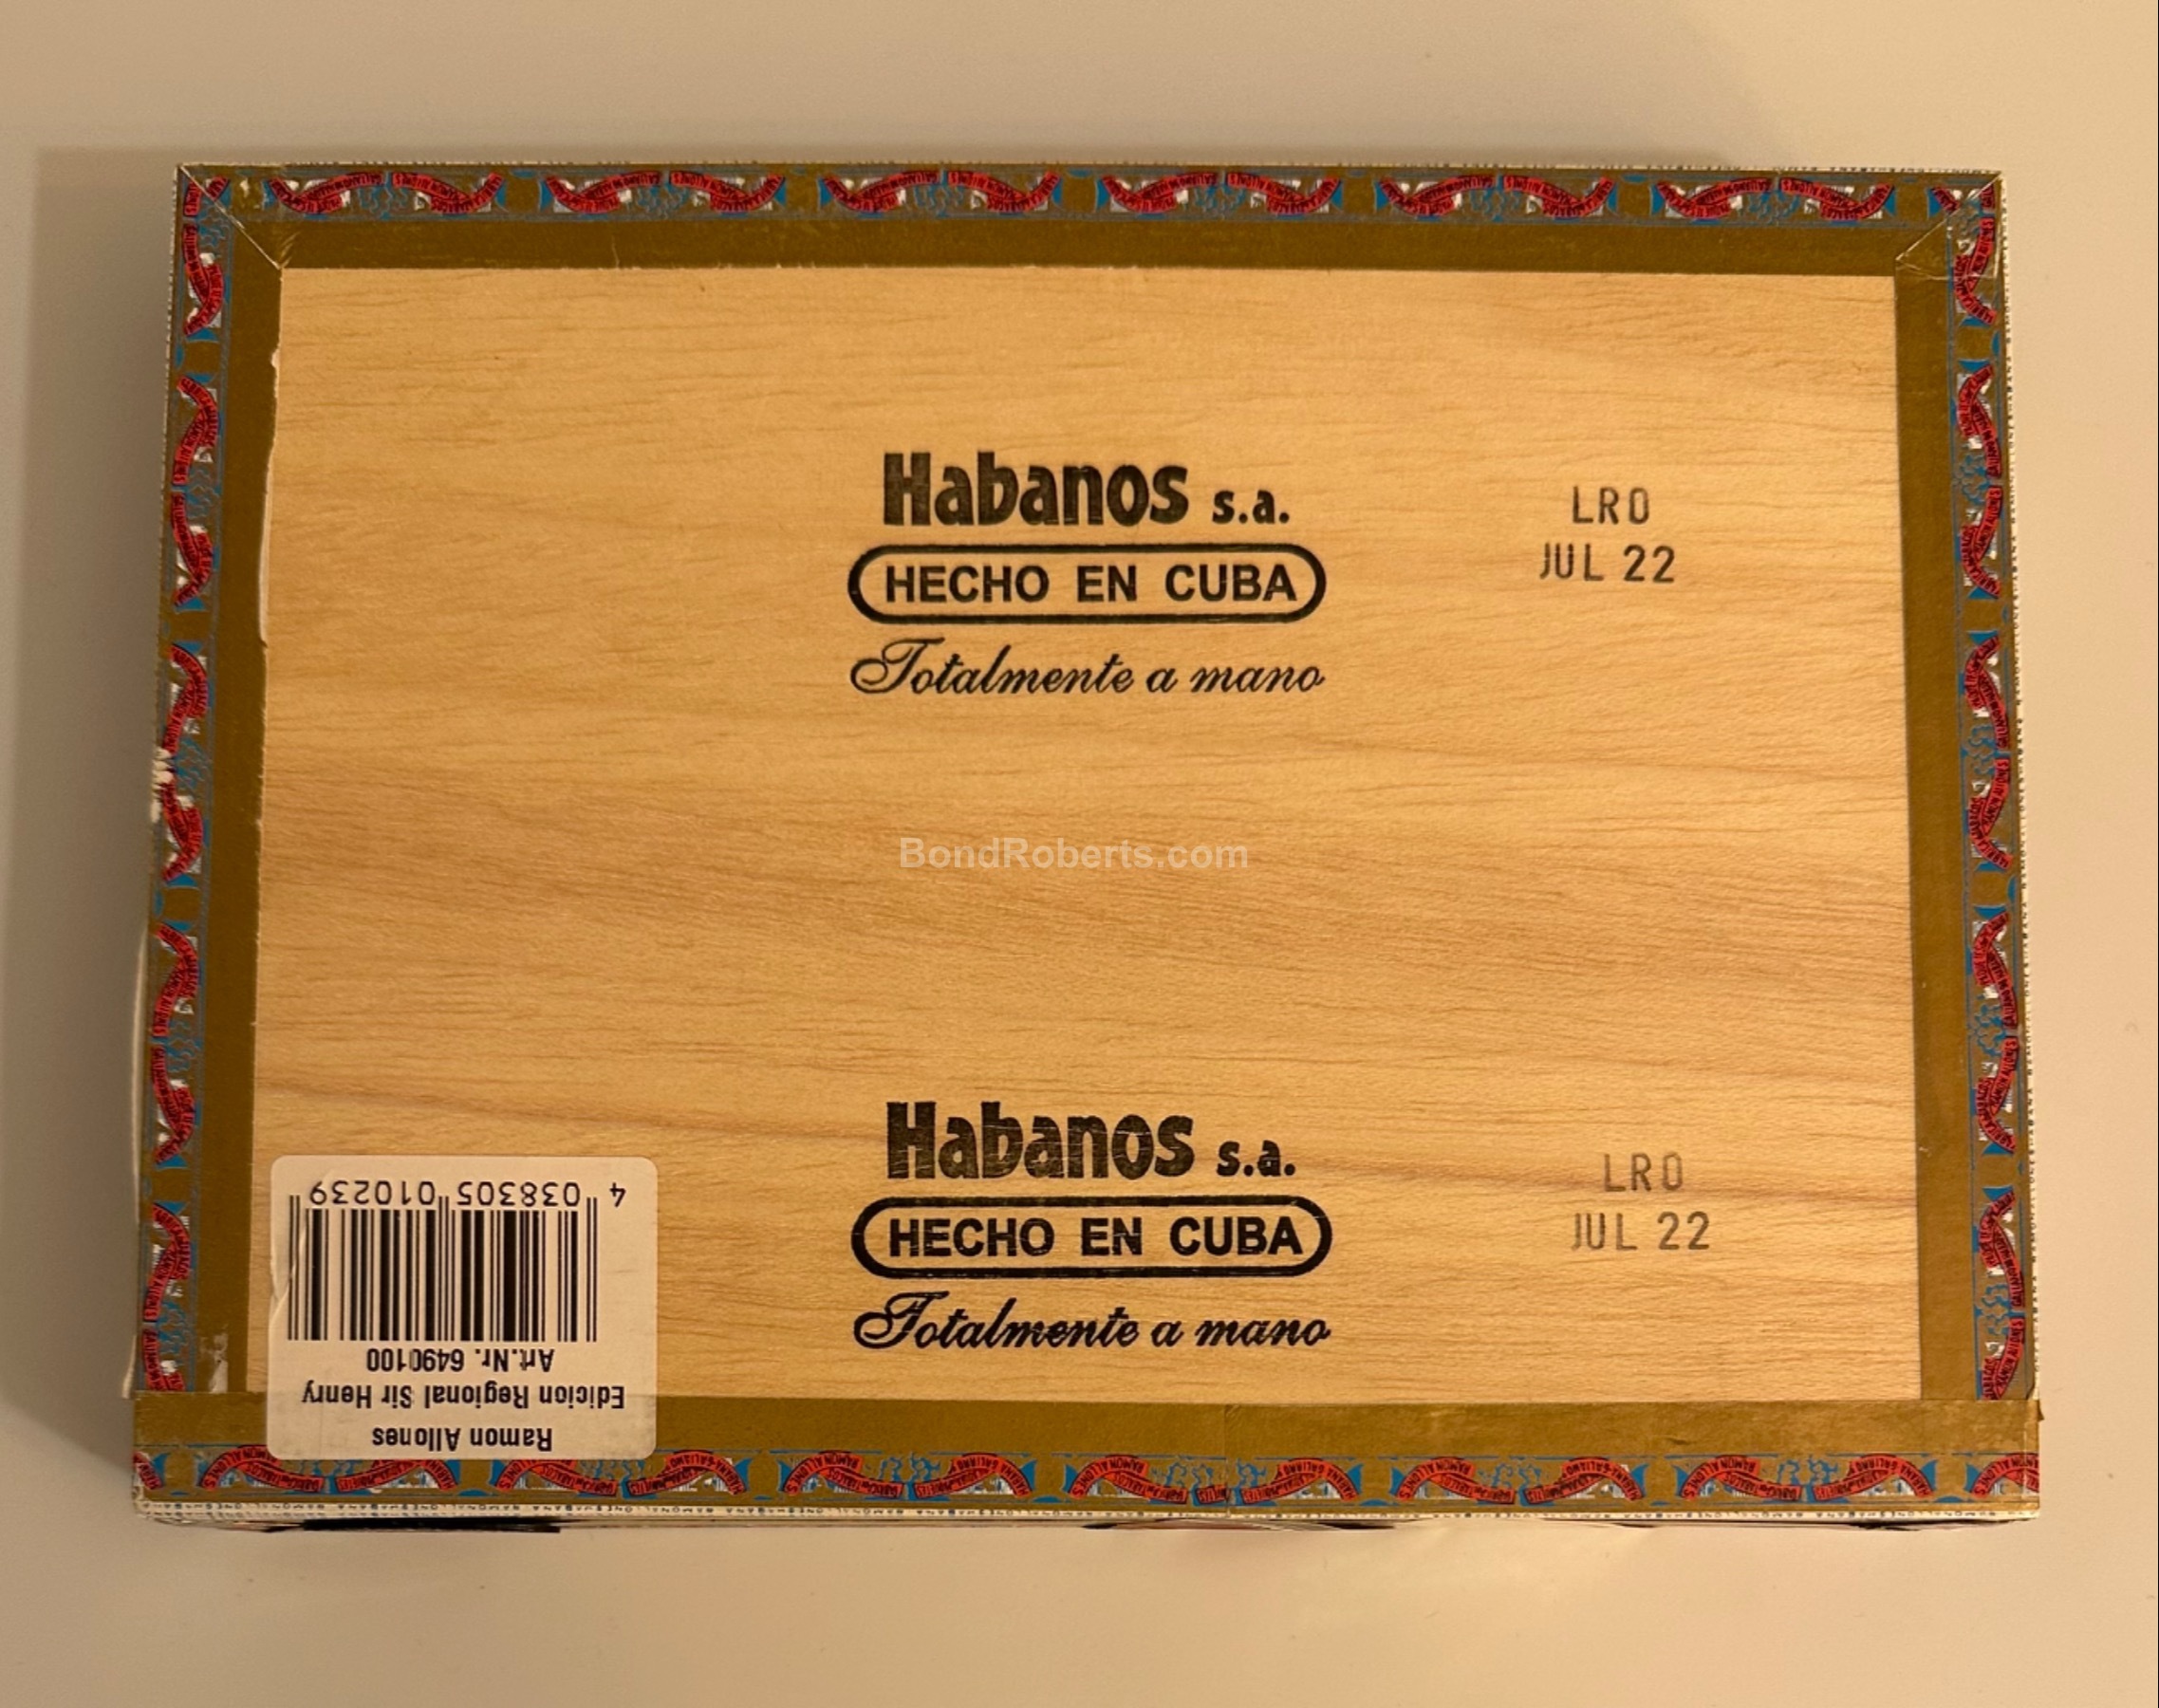 Habanos s.a.
HECHO EN CUBA
Totalmente a mano
LRO
JUL 22
BondRoberts.com
Habanos s.a.
HECHO EN CUBA
Totalmente a mano
LRO
JUL 22
Ramon Allones
Edicion Regional Sir Henry
Art.Nr. 6490100
4 038305 010239